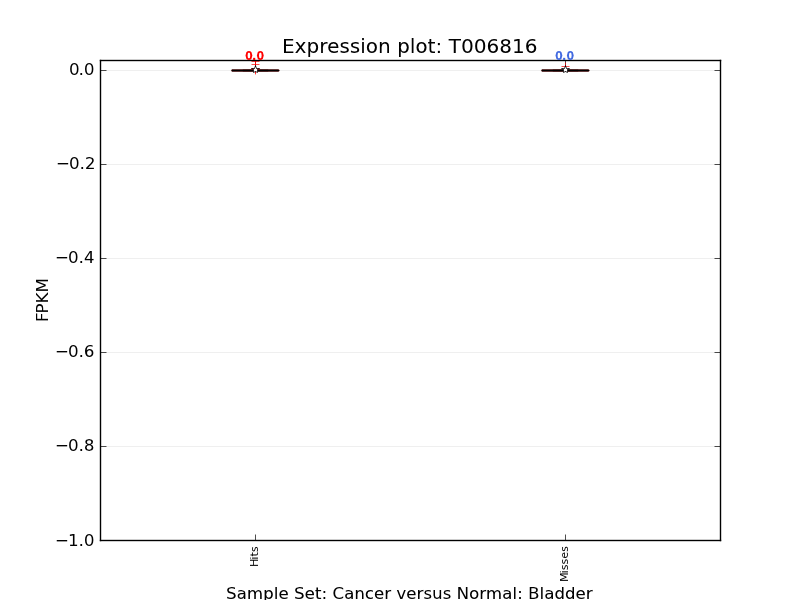 Expression plot: T006816
0.0 0.0
0.0
−0.2
−0.4
−0.6
−0.8
−1.0
FPKM
Hits
Misses
Sample Set: Cancer versus Normal: Bladder